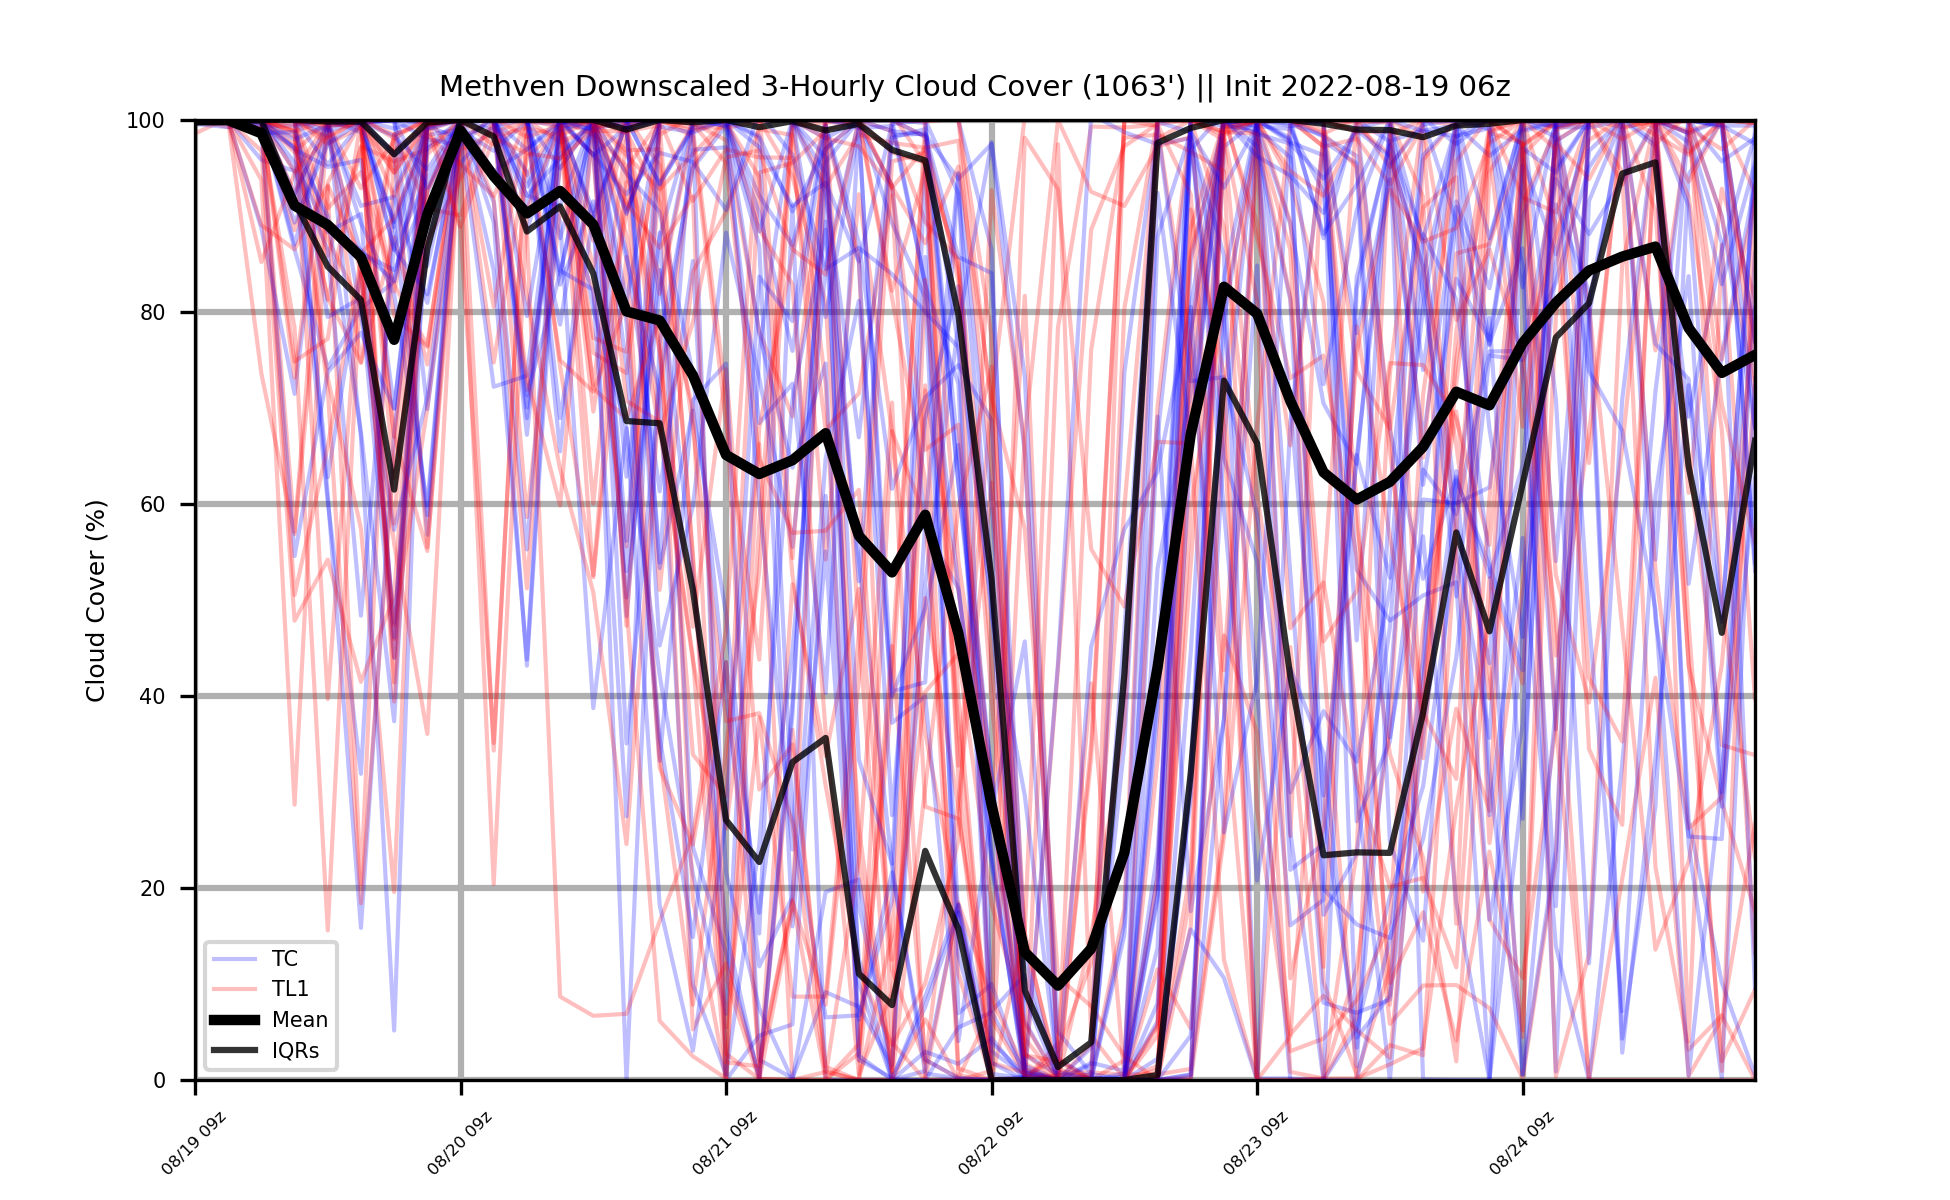 Methven Downscaled 3-Hourly Cloud Cover (1063') || Init 2022-08-19 06z
Cloud Cover (%)
100
80
60
40
20
0
TC
TL1
Mean
IQRs
08/19 09z
08/20 09z
08/21 09z
08/22 09z
08/23 09z
08/24 09z